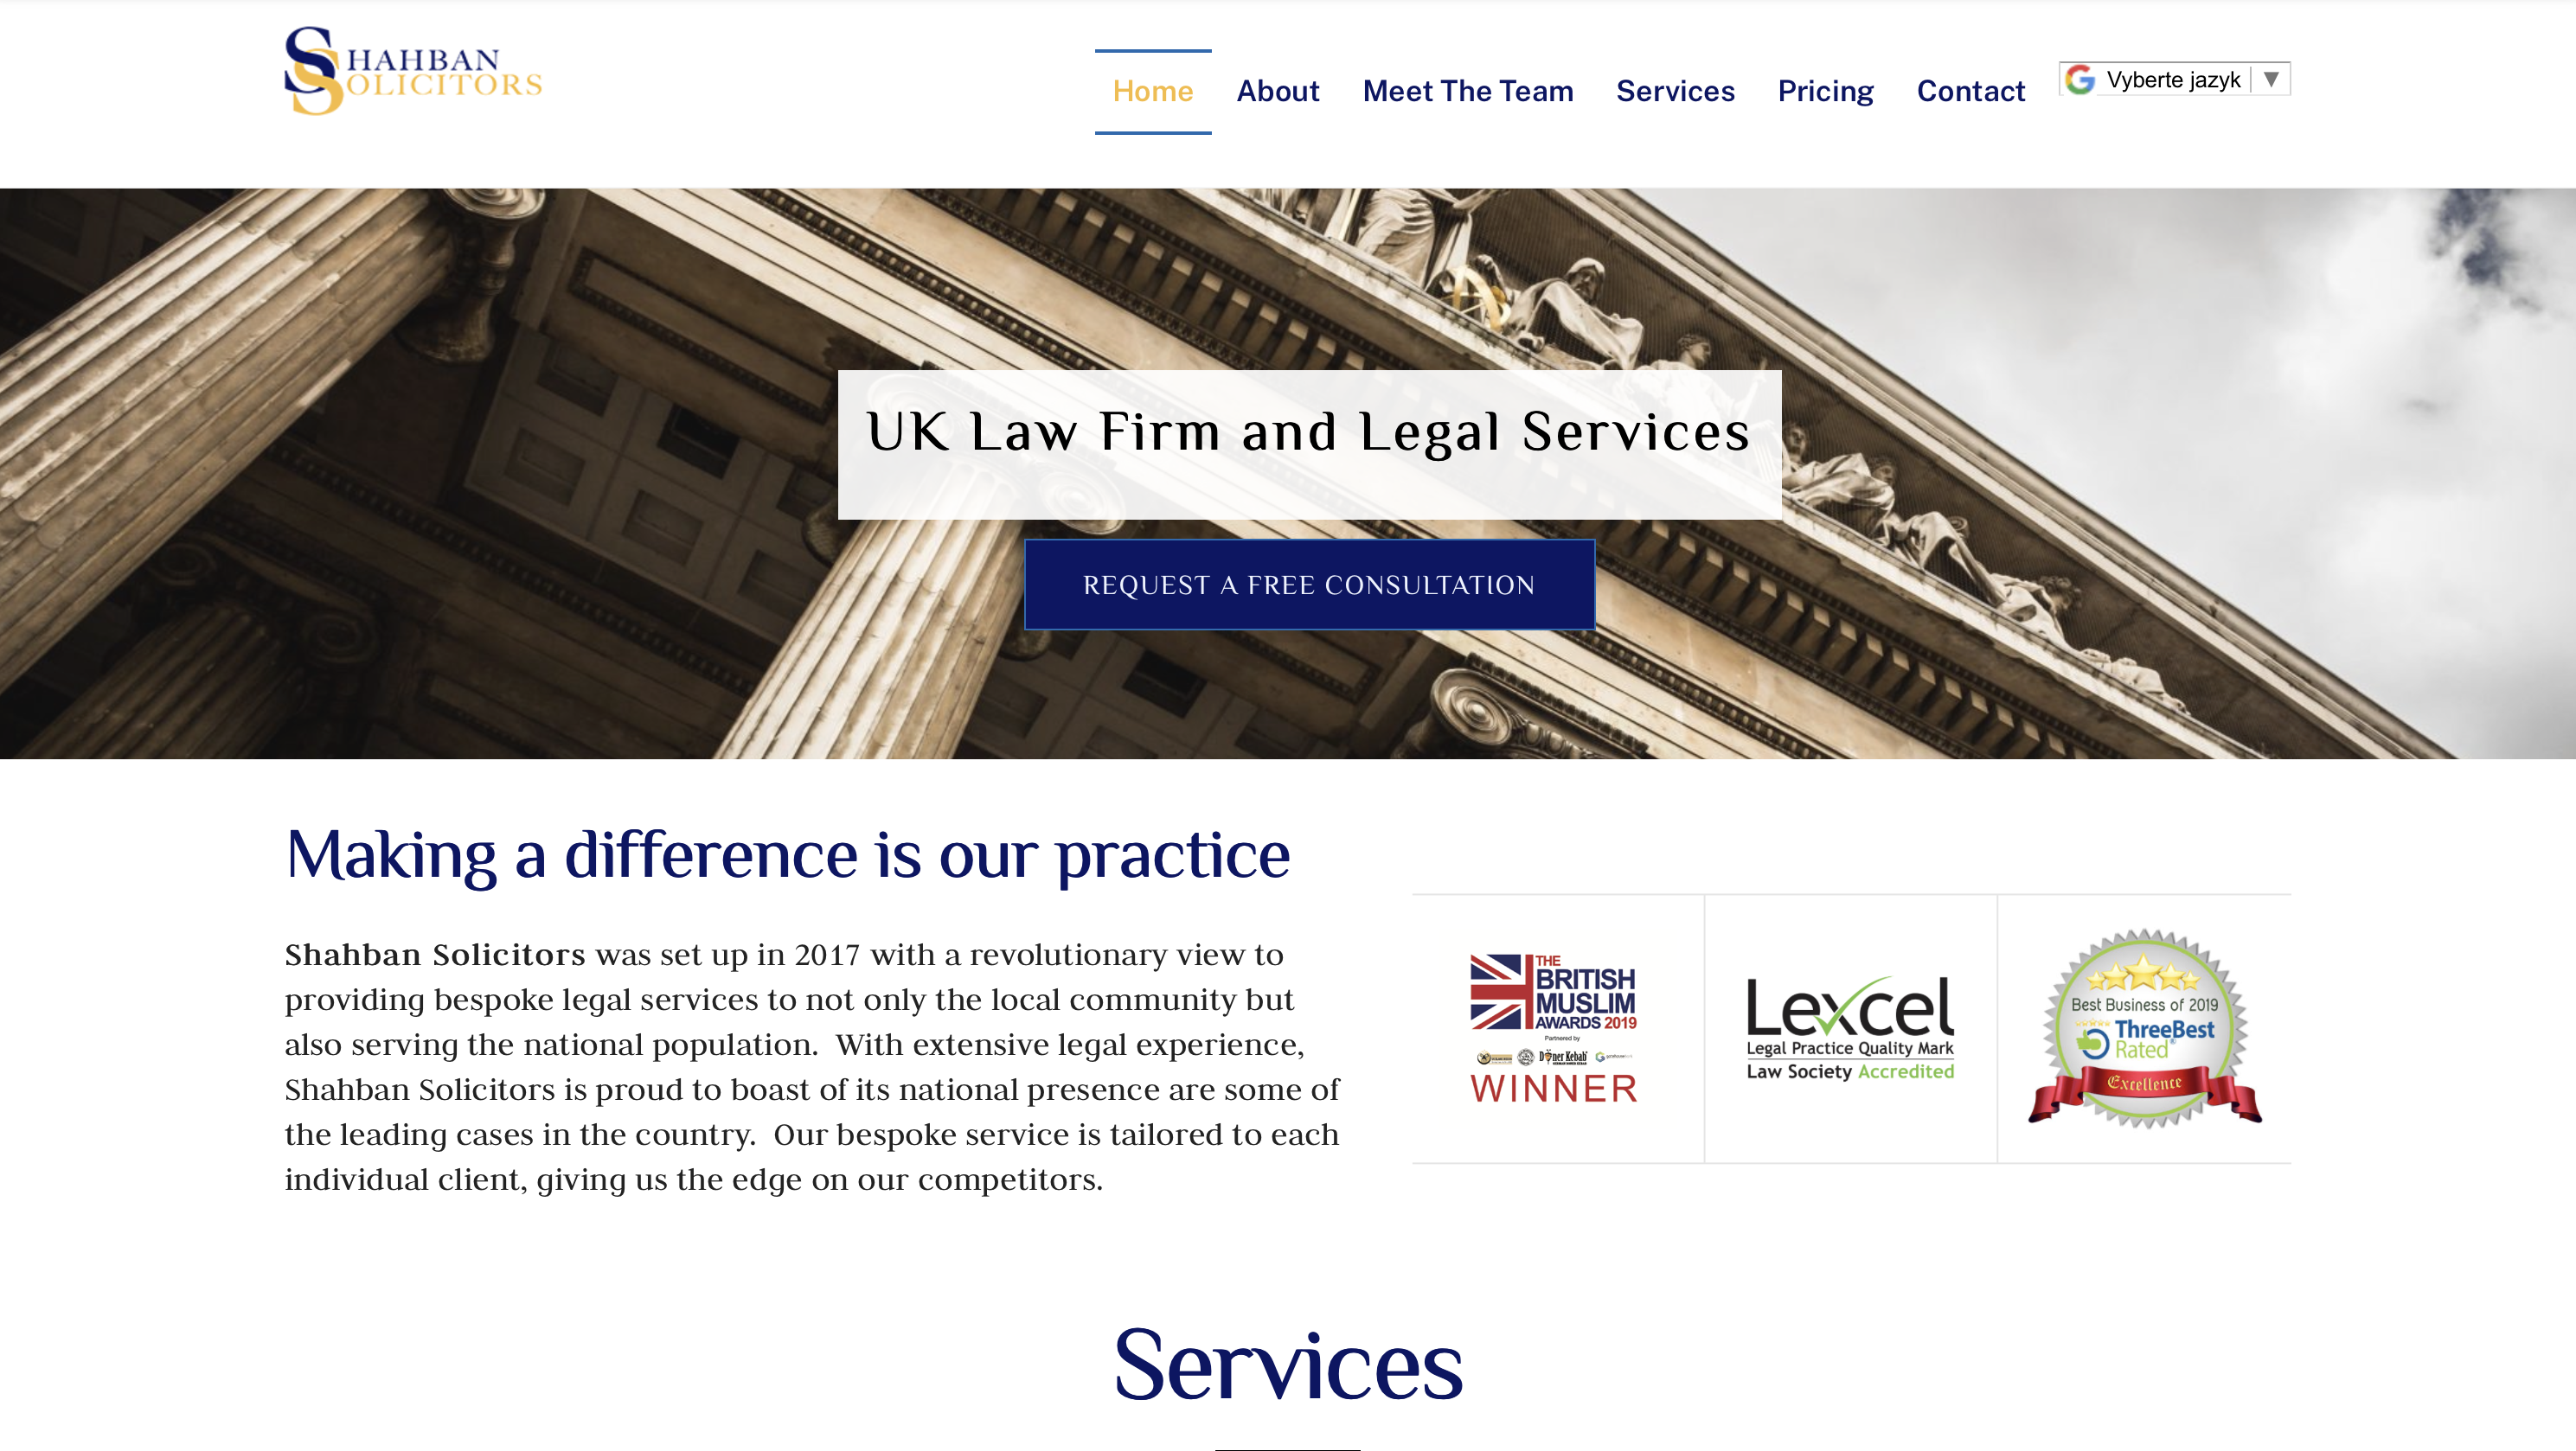 SHAHBAN
SOLICITORS
Home About Meet The Team Services Pricing Contact Vyberte jazyk ▼
UK Law Firm and Legal Services
REQUEST A FREE CONSULTATION
Making a difference is our practice
Shahban Solicitors was set up in 2017 with a revolutionary view to
providing bespoke legal services to not only the local community but
also serving the national population.  With extensive legal experience,
Shahban Solicitors is proud to boast of its national presence are some of
the leading cases in the country.  Our bespoke service is tailored to each
individual client, giving us the edge on our competitors.
THE
BRITISH
MUSLIM
AWARDS 2019
Partnered by
Döner Kebab
WINNER
Lexcel
Legal Practice Quality Mark
Law Society Accredited
Best Business of 2019
ThreeBest
Rated®
Excellence
Services